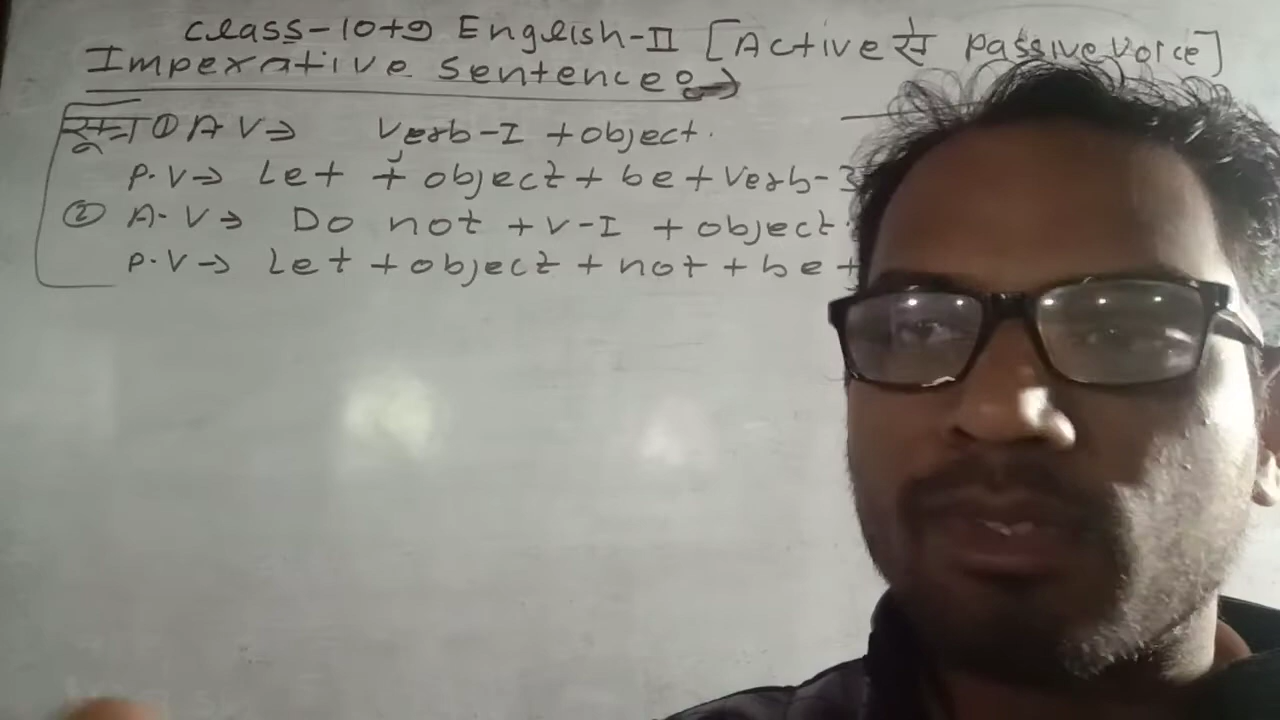 class-10+9 English-II [Active से passive voice]
Imperative sentence:→
सूत्र ① A V→ Verb-I + object.
P.V→ Let + object + be + verb-3
② A.V→ Do not + v-I + object.
P.V→ Let + object + not + be +